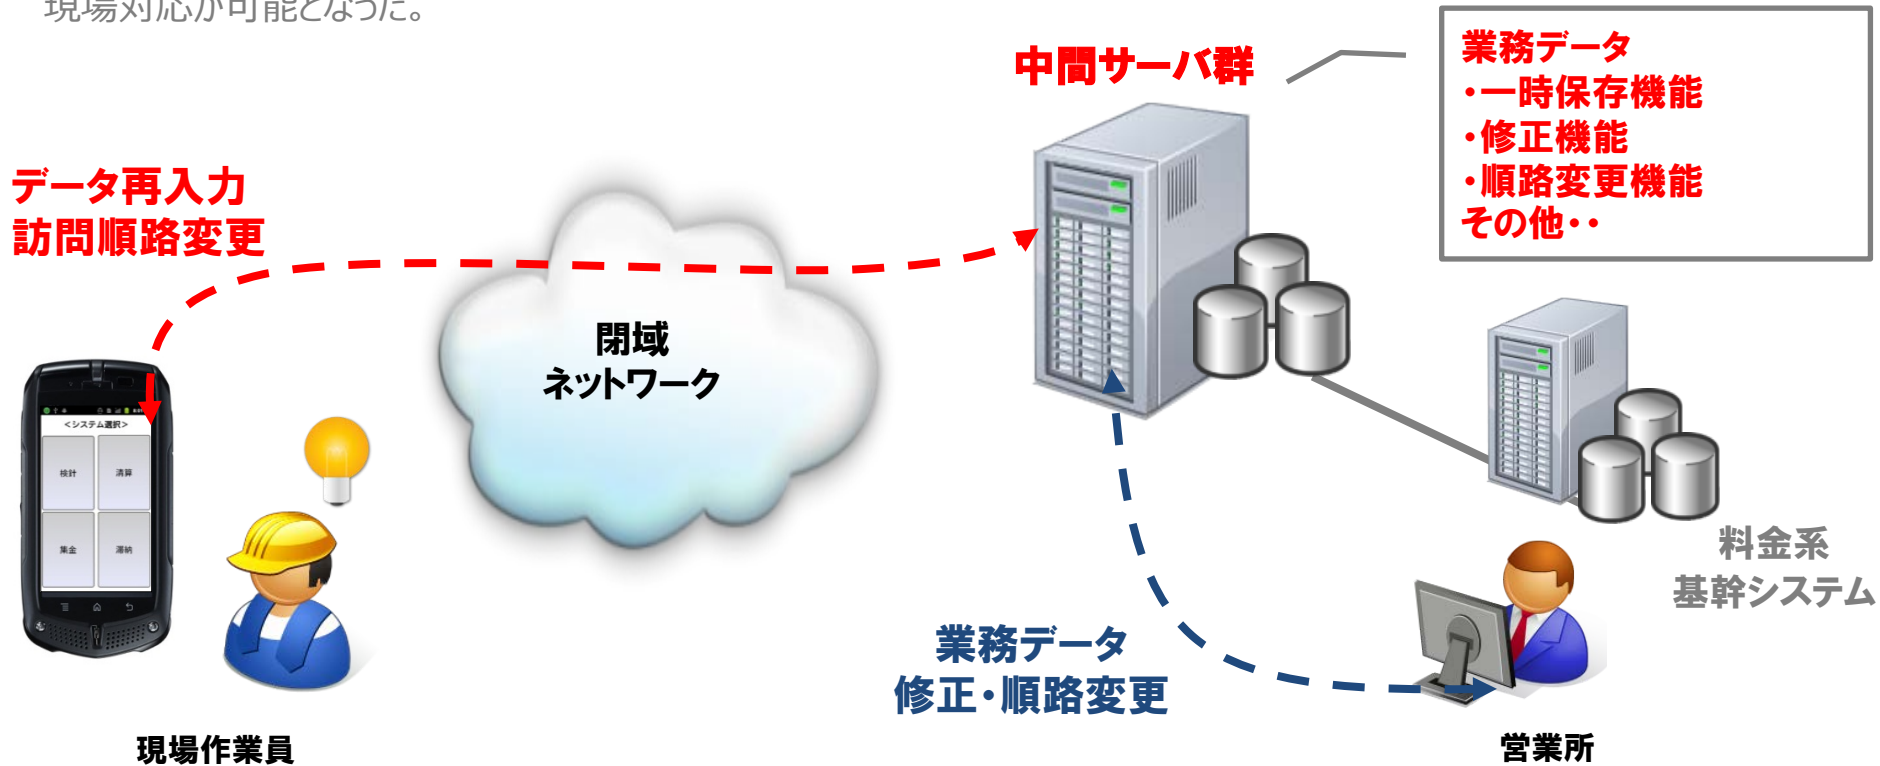 現場対応が可能となった。
中間サーバ群
業務データ
・一時保存機能
・修正機能
・順路変更機能
その他・・
データ再入力
訪問順路変更
閉域
ネットワーク
<システム選択>
検針
清算
集金
滞納
料金系
基幹システム
業務データ
修正・順路変更
現場作業員
営業所